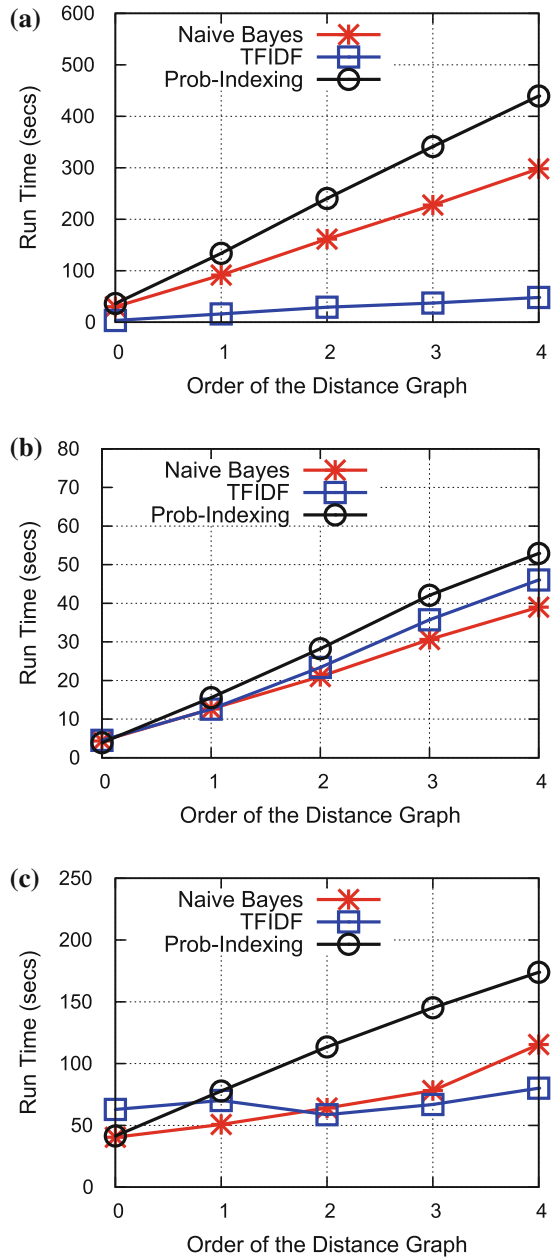 (a)
600
500
400
300
200
100
0
Run Time (secs)
Naive Bayes
TFIDF
Prob-Indexing
0 1 2 3 4
Order of the Distance Graph
(b)
80
70
60
50
40
30
20
10
0
Run Time (secs)
Naive Bayes
TFIDF
Prob-Indexing
0 1 2 3 4
Order of the Distance Graph
(c)
250
200
150
100
50
0
Run Time (secs)
Naive Bayes
TFIDF
Prob-Indexing
0 1 2 3 4
Order of the Distance Graph